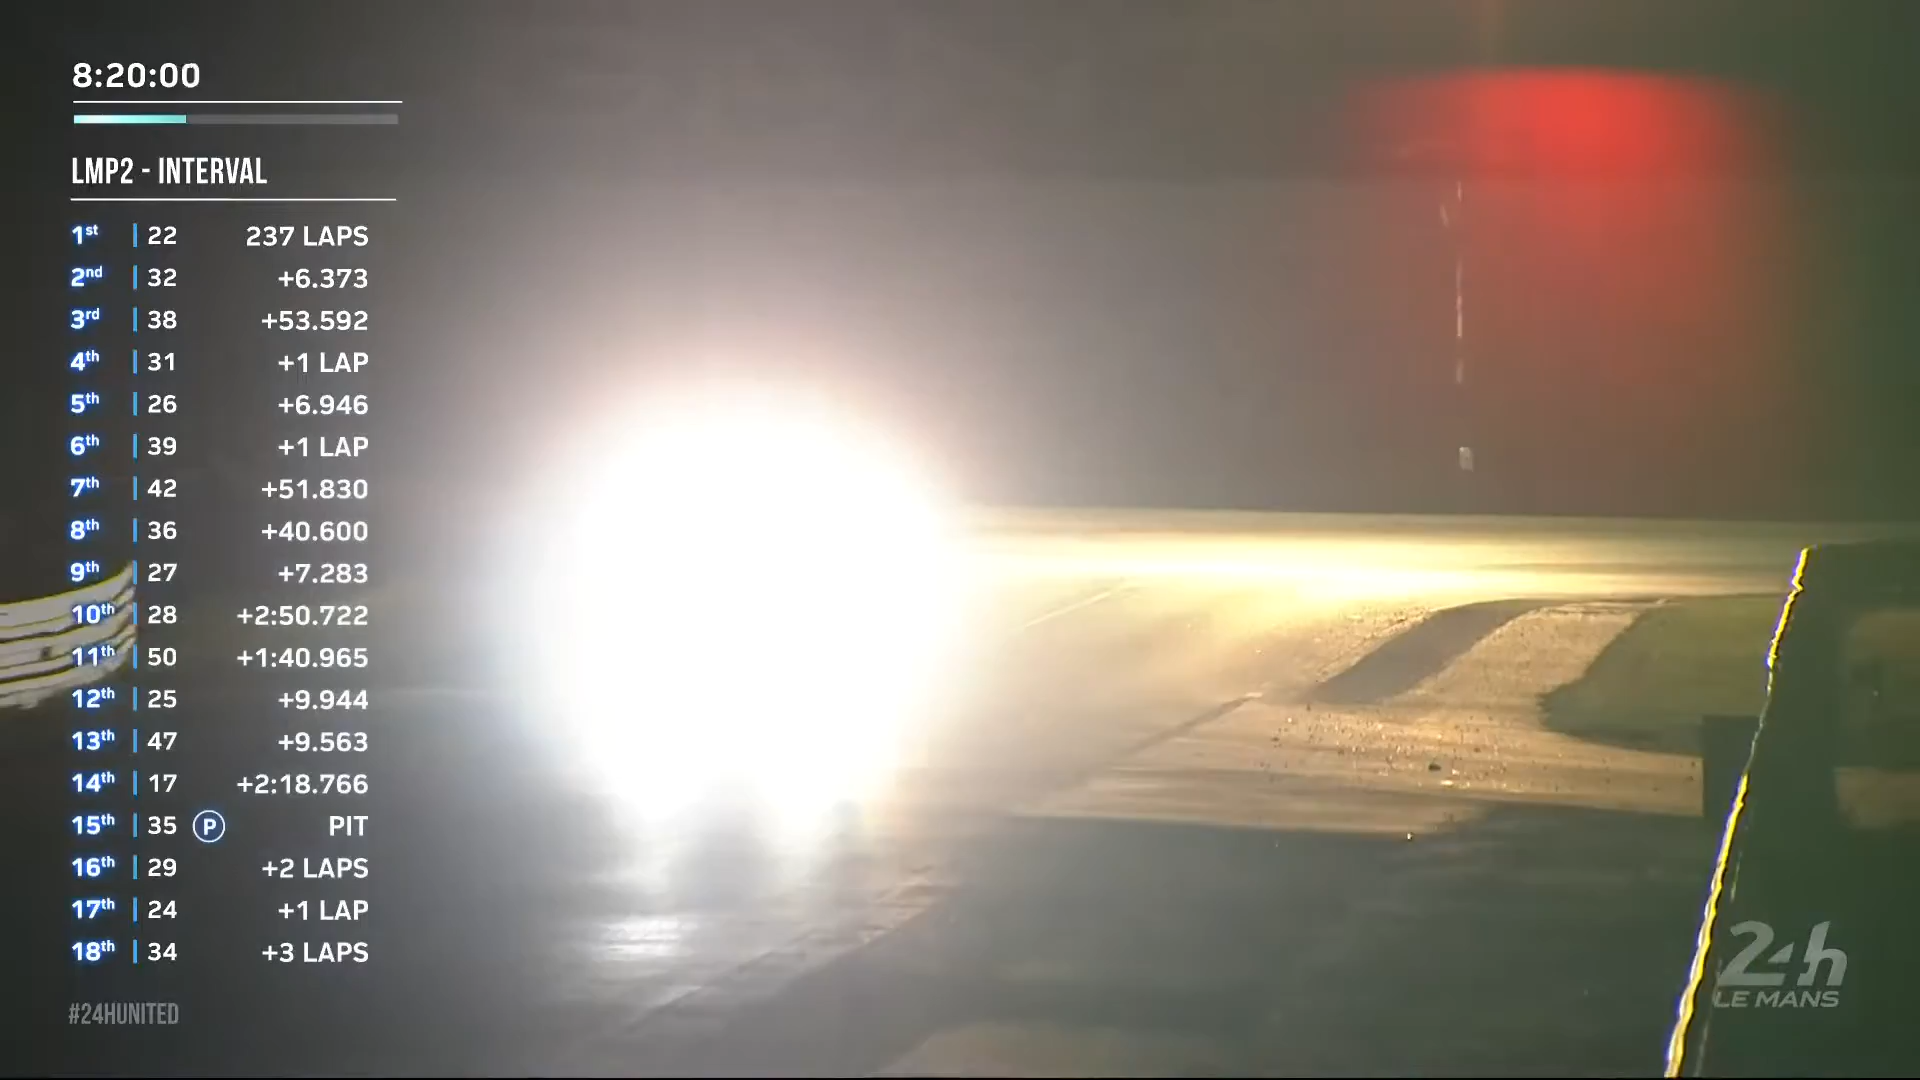 8:20:00
LMP2 - INTERVAL
1st 22 237 LAPS
2nd 32 +6.373
3rd 38 +53.592
4th 31 +1 LAP
5th 26 +6.946
6th 39 +1 LAP
7th 42 +51.830
8th 36 +40.600
9th 27 +7.283
10th 28 +2:50.722
11th 50 +1:40.965
12th 25 +9.944
13th 47 +9.563
14th 17 +2:18.766
15th 35 P PIT
16th 29 +2 LAPS
17th 24 +1 LAP
18th 34 +3 LAPS
#24HUNITED
24h
LE MANS